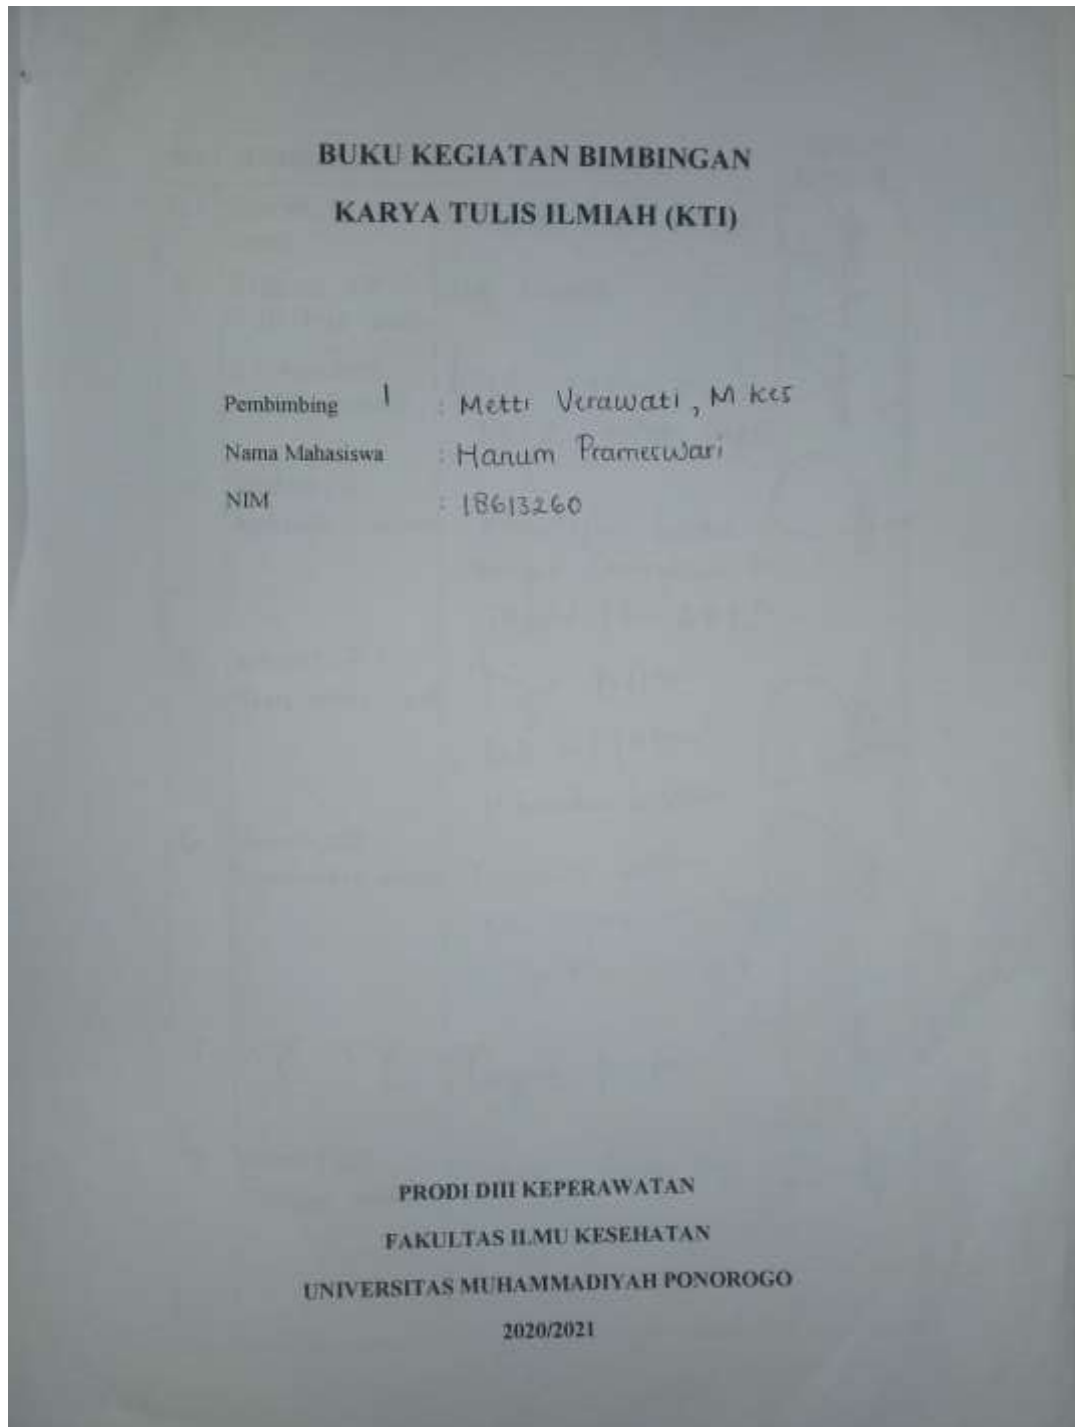 BUKU KEGIATAN BIMBINGAN
KARYA TULIS ILMIAH (KTI)
Pembimbing 1 : Metti Verawati, M kes
Nama Mahasiswa : Hanum Prameswari
NIM : 18613260
PRODI DIII KEPERAWATAN
FAKULTAS ILMU KESEHATAN
UNIVERSITAS MUHAMMADIYAH PONOROGO
2020/2021